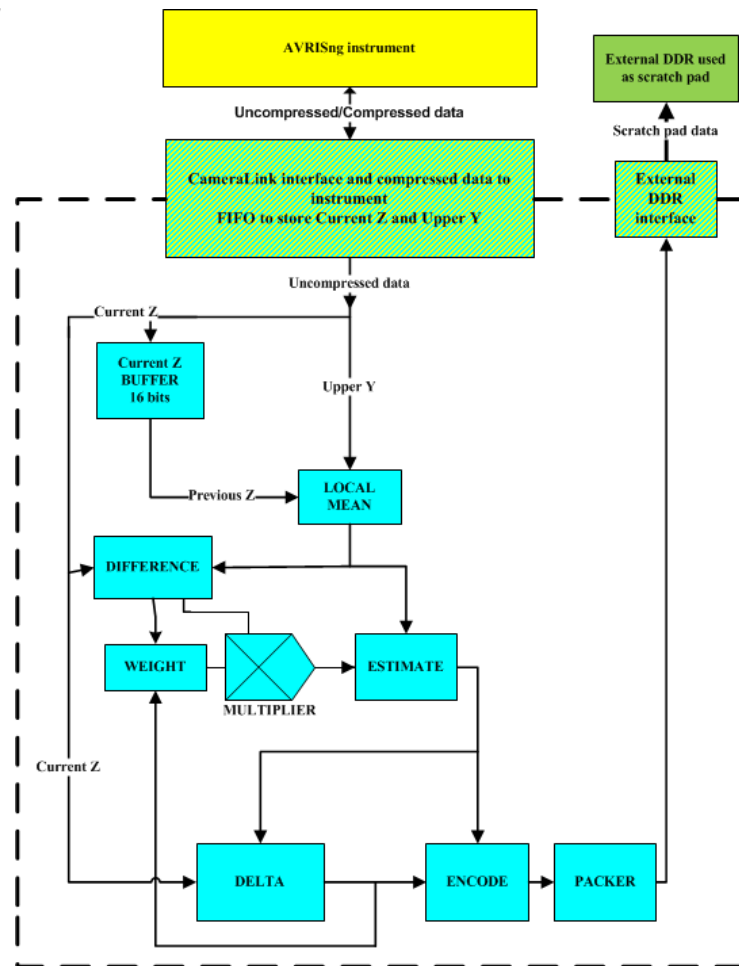 AVRISng instrument
External DDR used
as scratch pad
Uncompressed/Compressed data
Scratch pad data
CameraLink interface and compressed data to
instrument
FIFO to store Current Z and Upper Y
External
DDR
interface
Uncompressed data
Current Z
Current Z
BUFFER
16 bits
Upper Y
Previous Z
LOCAL
MEAN
DIFFERENCE
WEIGHT
ESTIMATE
MULTIPLIER
Current Z
DELTA
ENCODE
PACKER